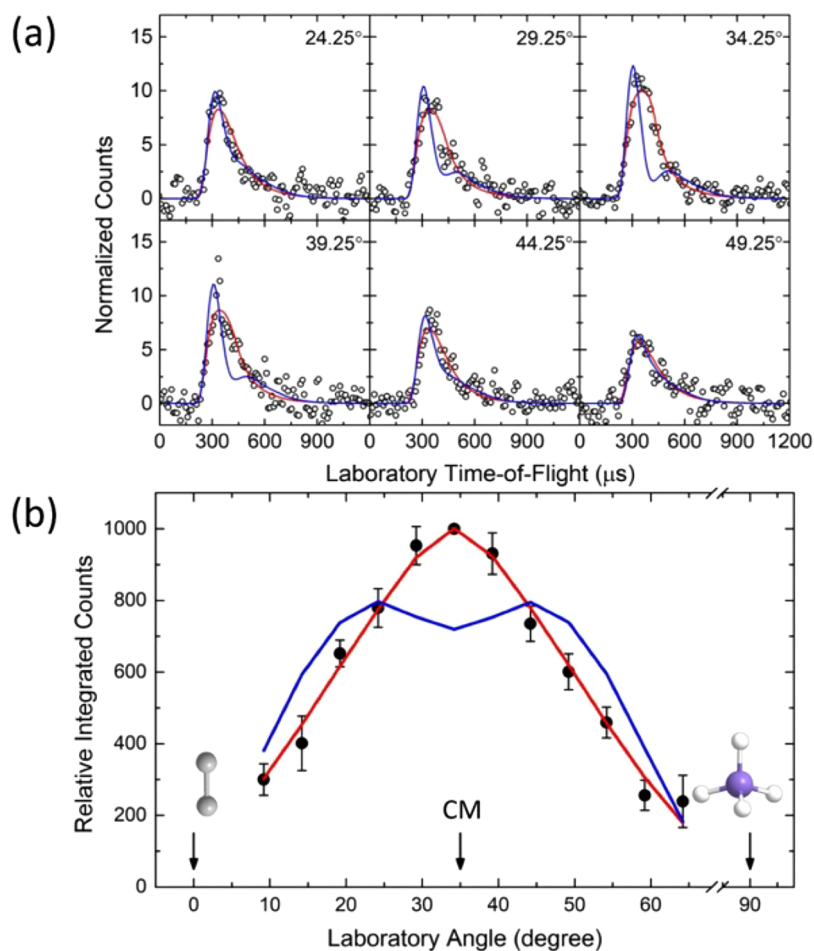 (a)
24.25° 29.25° 34.25°
15
10
5
0
39.25° 44.25° 49.25°
15
10
5
0
Normalized Counts
0 300 600 900 0 300 600 900 0 300 600 900 1200
Laboratory Time-of-Flight (μs)
(b)
1000
800
600
400
200
0
Relative Integrated Counts
CM
0 10 20 30 40 50 60 90
Laboratory Angle (degree)